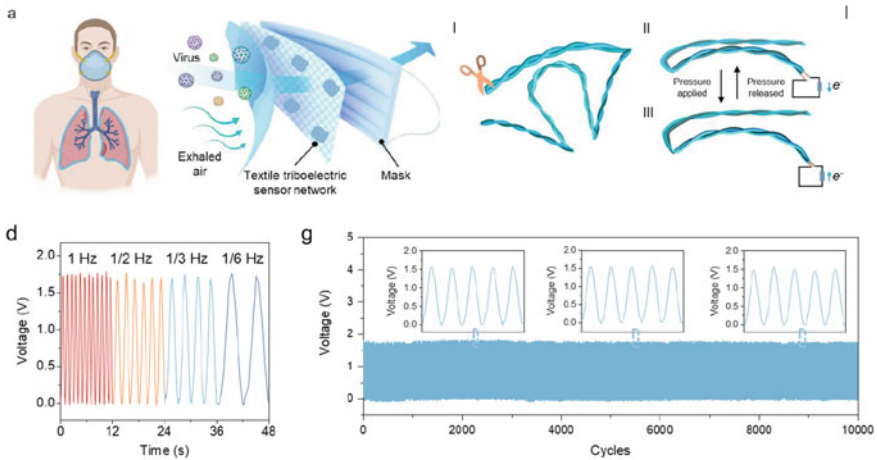 a
Virus
Exhaled
air
Textile triboelectric
sensor network
Mask
I
II
Pressure
applied
Pressure
released
e⁻
III
e⁻
d
2.0
1.5
1.0
0.5
0.0
Voltage (V)
1 Hz 1/2 Hz 1/3 Hz 1/6 Hz
0 12 24 36 48
Time (s)
g
5
4
3
2
1
0
Voltage (V)
2.0
1.5
1.0
0.5
0.0
Voltage (V)
2.0
1.5
1.0
0.5
0.0
Voltage (V)
2.0
1.5
1.0
0.5
0.0
Voltage (V)
0 2000 4000 6000 8000 10000
Cycles